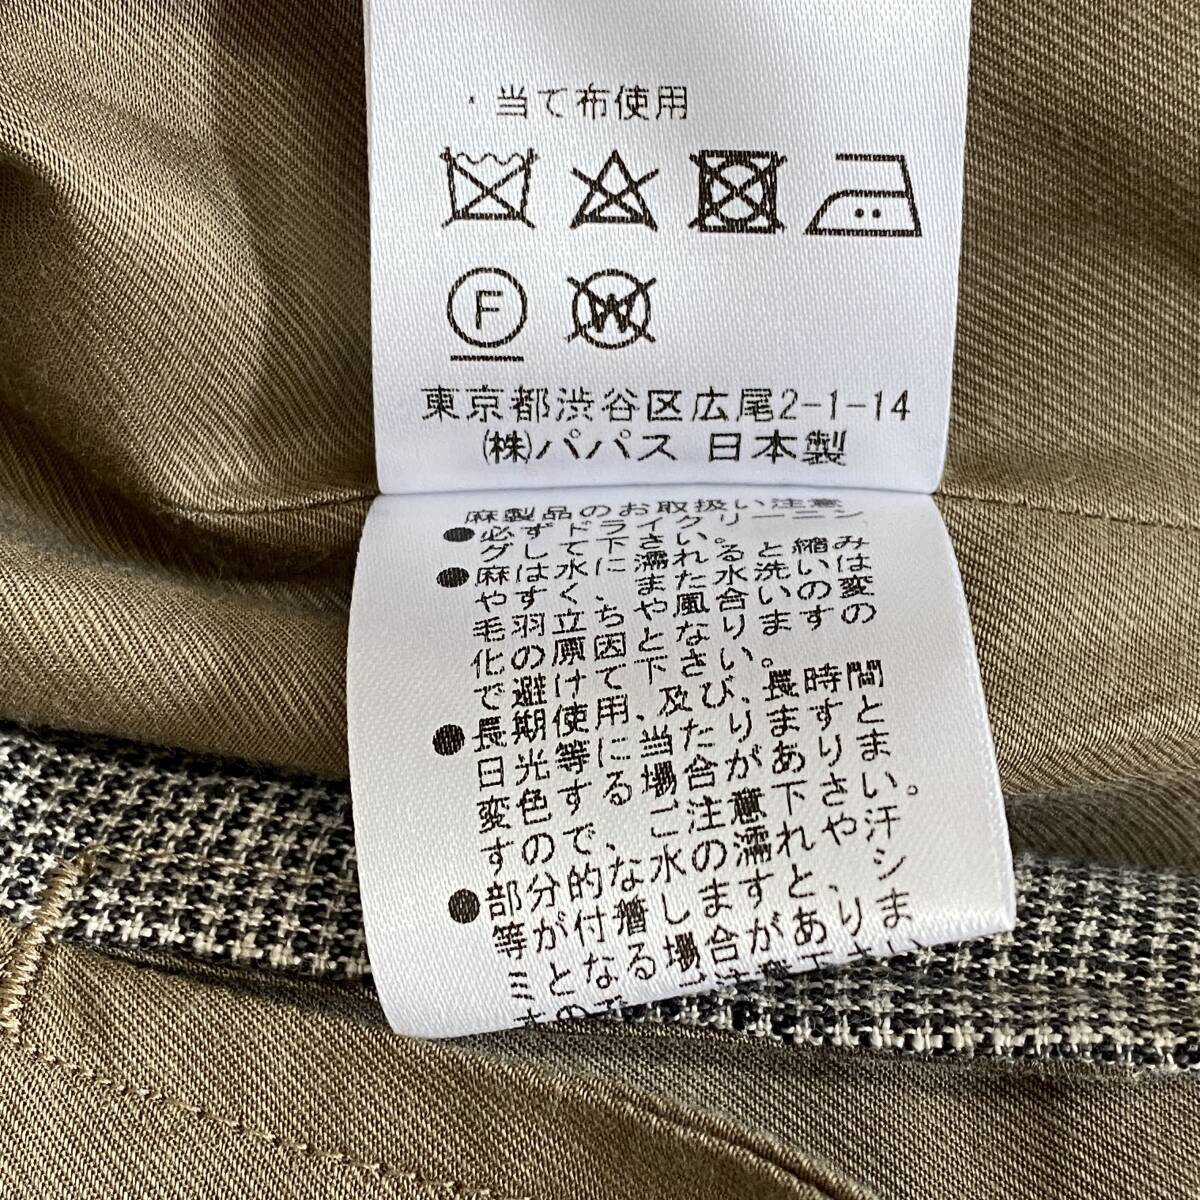 ・当て布使用
F W
東京都渋谷区広尾2-1-14
㈱パパス 日本製
麻製品のお取扱い注意
●必ずドライクリーニン
グして下さい。
●麻は水に濡れると縮み
やすく、また水洗いは
毛羽立ちや風合いの変
化の原因となりますの
で避けて下さい。
●長期使用、及び長時間
日光等に当たりますと
変色する場合がありま
すので、ご注意下さい。
●部分的な水濡れや汗
等が付着しますと、シ
ミとなる場合がありま